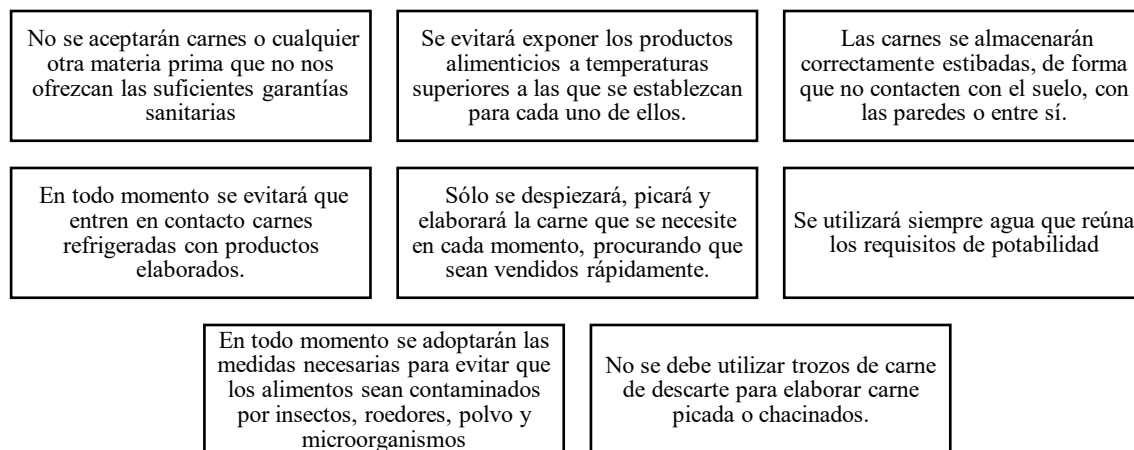 No se aceptarán carnes o cualquier
otra materia prima que no nos
ofrezcan las suficientes garantías
sanitarias
Se evitará exponer los productos
alimenticios a temperaturas
superiores a las que se establezcan
para cada uno de ellos.
Las carnes se almacenarán
correctamente estibadas, de forma
que no contacten con el suelo, con
las paredes o entre sí.
En todo momento se evitará que
entren en contacto carnes
refrigeradas con productos
elaborados.
Sólo se despiezará, picará y
elaborará la carne que se necesite
en cada momento, procurando que
sean vendidos rápidamente.
Se utilizará siempre agua que reúna
los requisitos de potabilidad
En todo momento se adoptarán las
medidas necesarias para evitar que
los alimentos sean contaminados
por insectos, roedores, polvo y
microorganismos
No se debe utilizar trozos de carne
de descarte para elaborar carne
picada o chacinados.